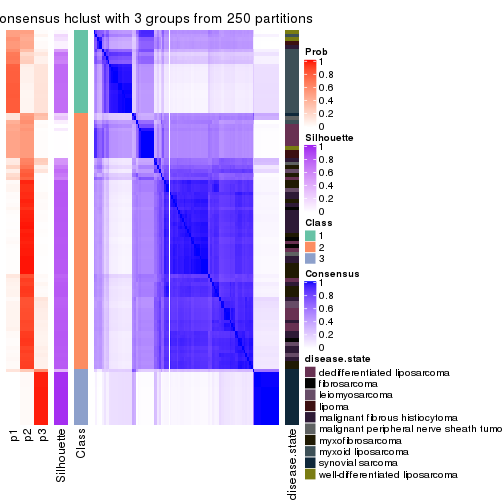 onsensus hclust with 3 groups from 250 partitions
Prob
1
0.8
0.6
0.4
0.2
0
Silhouette
1
0.8
0.6
0.4
0.2
0
Class
1
2
3
Consensus
1
0.8
0.6
0.4
0.2
0
disease.state
dedifferentiated liposarcoma
fibrosarcoma
leiomyosarcoma
lipoma
malignant fibrous histiocytoma
malignant peripheral nerve sheath tumo
myxofibrosarcoma
myxoid liposarcoma
synovial sarcoma
well-differentiated liposarcoma
p1
p2
p3
Silhouette
Class
disease.state